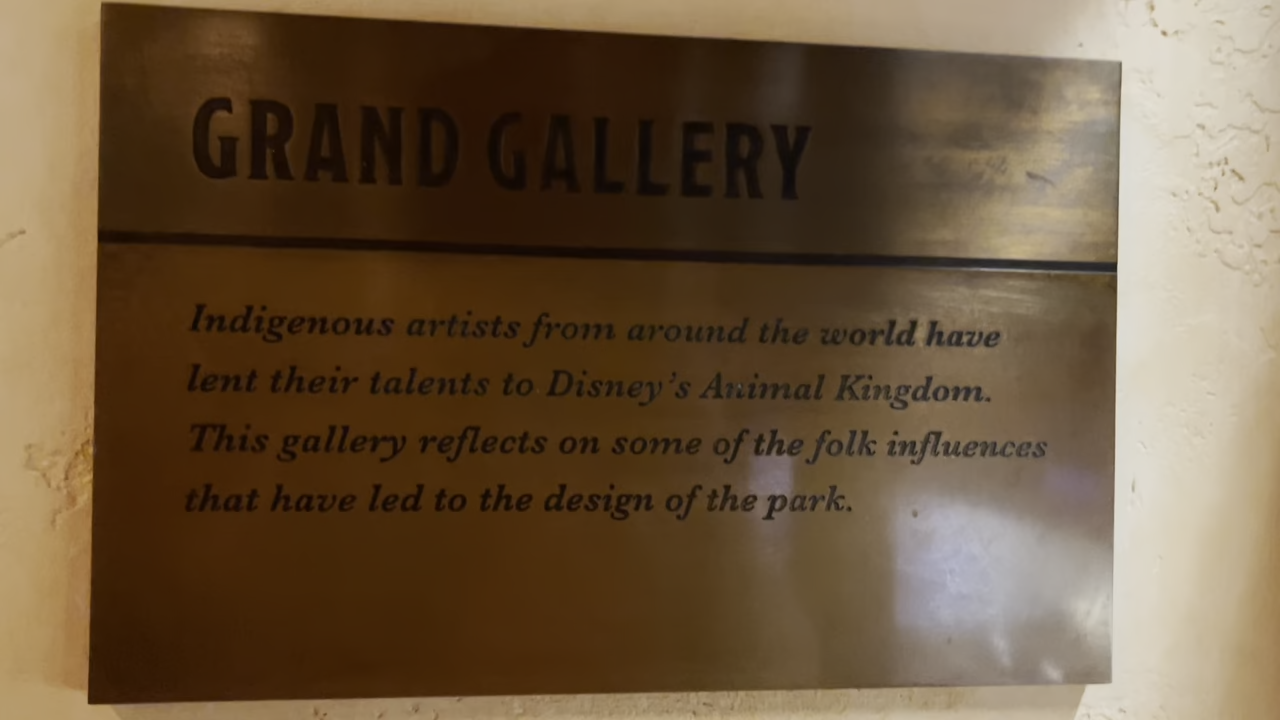 GRAND GALLERY
Indigenous artists from around the world have
lent their talents to Disney's Animal Kingdom.
This gallery reflects on some of the folk influences
that have led to the design of the park.